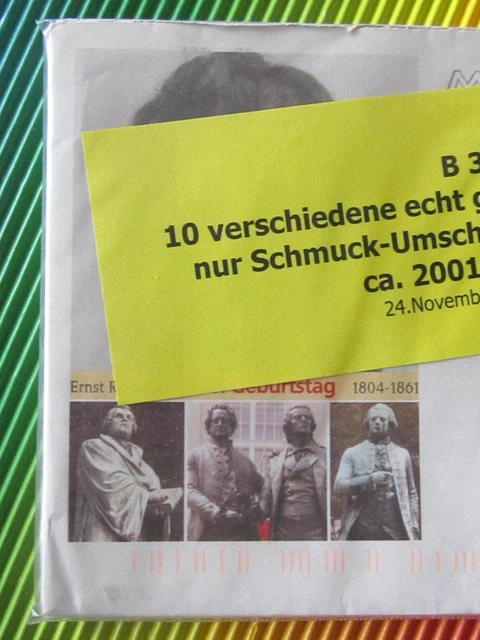 B 3
10 verschiedene echt g
nur Schmuck-Umsch
ca. 2001
24.Novemb
Ernst R Geburtstag 1804-1861